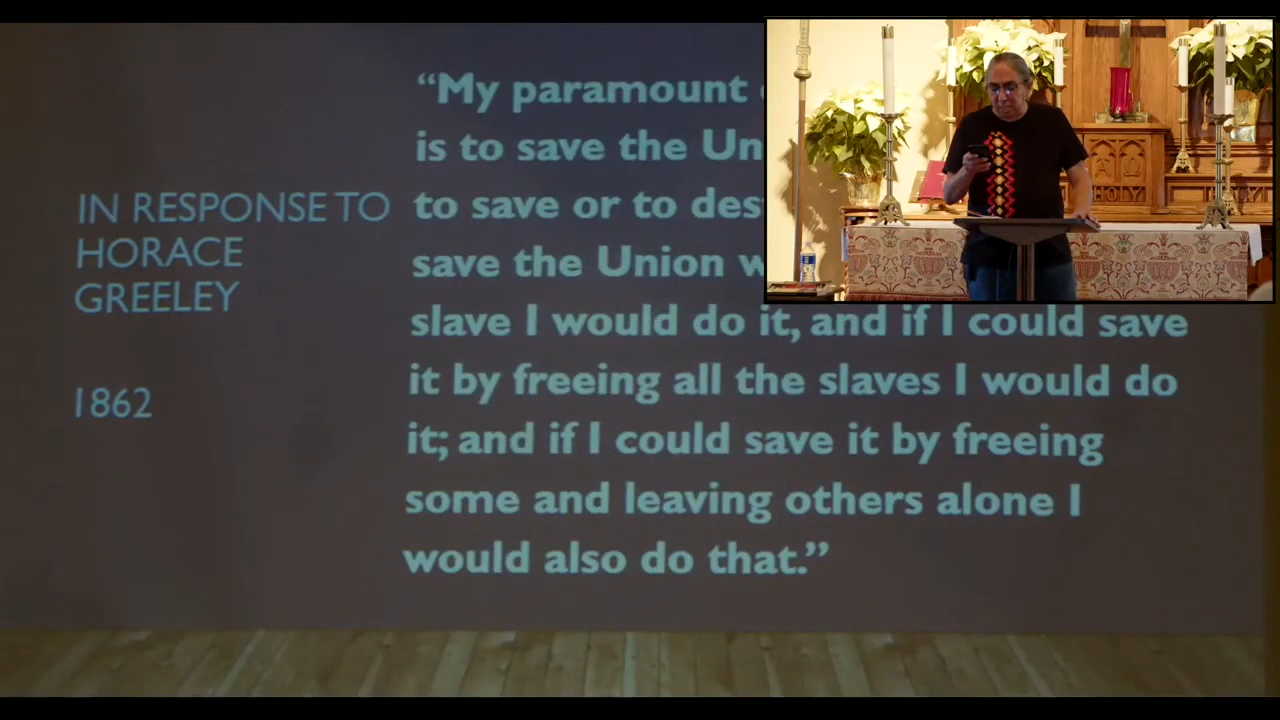 IN RESPONSE TO
HORACE
GREELEY
1862
“My paramount
is to save the Un
to save or to des
save the Union w
slave I would do it, and if I could save
it by freeing all the slaves I would do
it; and if I could save it by freeing
some and leaving others alone I
would also do that.”
HOLY